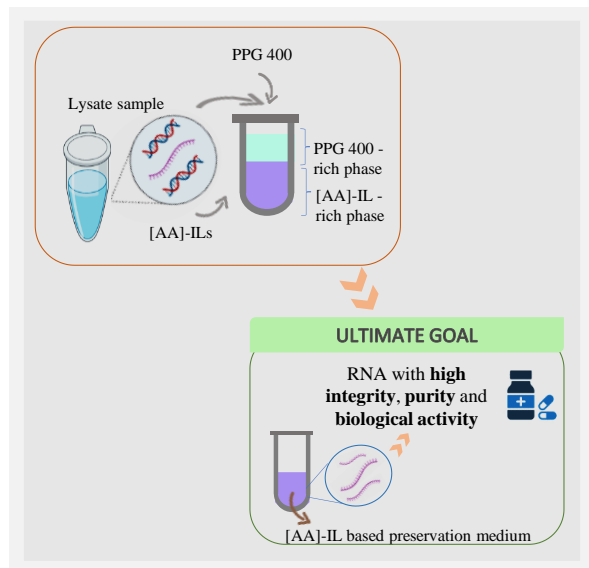 PPG 400
Lysate sample
PPG 400 -
rich phase
[AA]-IL -
rich phase
[AA]-ILs
ULTIMATE GOAL
RNA with high
integrity, purity and
biological activity
[AA]-IL based preservation medium